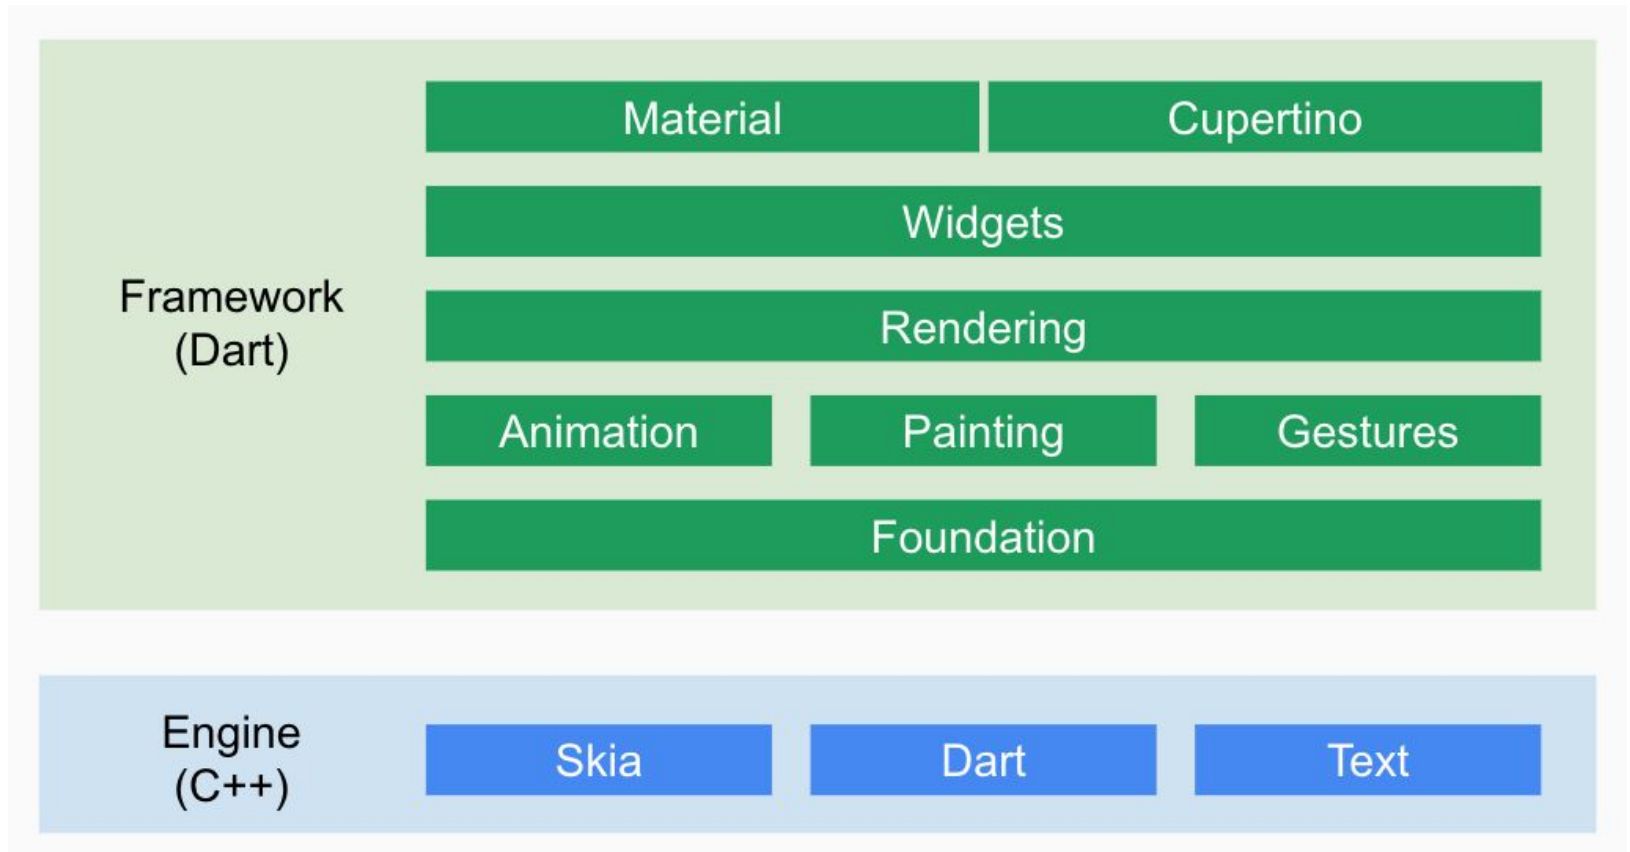 Material
Cupertino
Widgets
Framework
(Dart)
Rendering
Animation
Painting
Gestures
Foundation
Engine
(C++)
Skia
Dart
Text